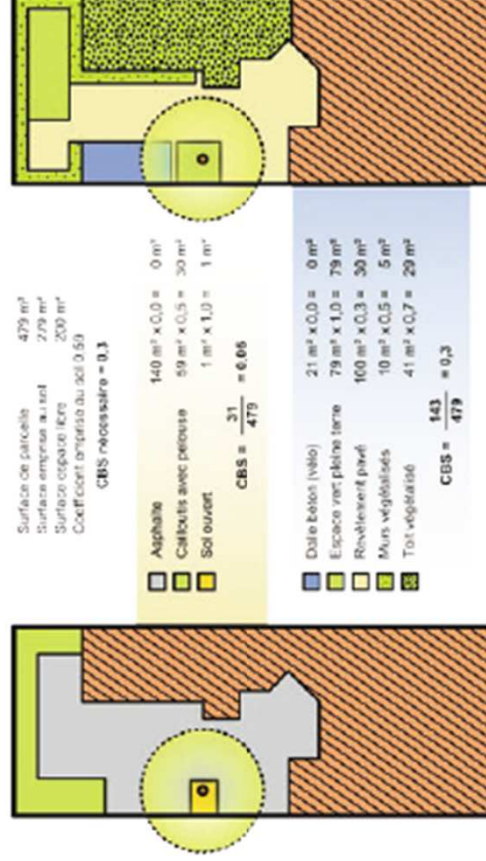 Surface de parcelle 479 m²
Surface emprise au sol 279 m²
Surface espace libre 200 m²
Coefficient emprise au sol 0.59
CBS nécessaire = 0.3
Asphalte 140 m² x 0,0 = 0 m²
Cailloutis avec pelouse 59 m² x 0,5 = 30 m²
Sol ouvert 1 m² x 1,0 = 1 m²
CBS = 31 / 479 = 0.06
Dalle béton (vélo) 21 m² x 0,0 = 0 m²
Espace vert pleine terre 79 m² x 1,0 = 79 m²
Revêtement pavé 100 m² x 0,3 = 30 m²
Murs végétalisés 10 m² x 0,5 = 5 m²
Toit végétalisé 41 m² x 0,7 = 29 m²
CBS = 143 / 479 = 0,3